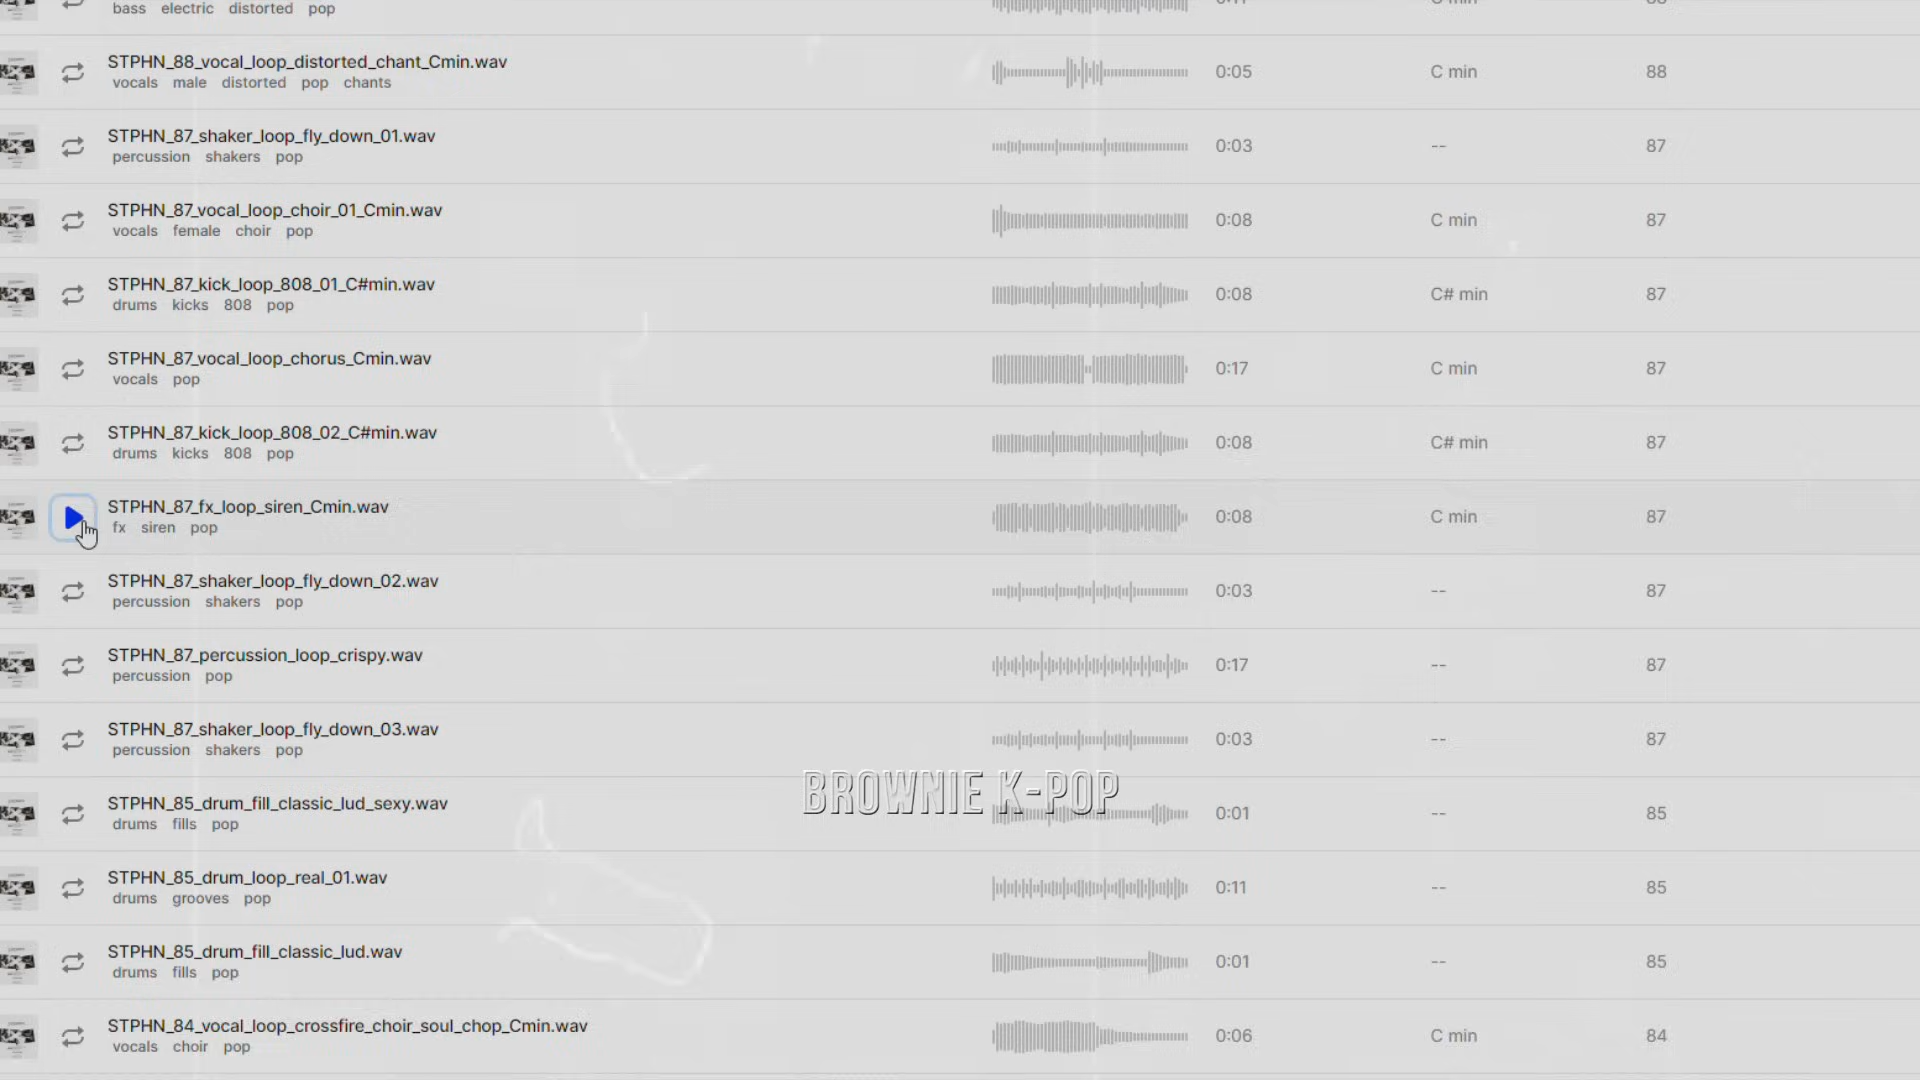 bass electric distorted pop
STPHN_88_vocal_loop_distorted_chant_Cmin.wav 0:05 C min 88
vocals male distorted pop chants
STPHN_87_shaker_loop_fly_down_01.wav 0:03 -- 87
percussion shakers pop
STPHN_87_vocal_loop_choir_01_Cmin.wav 0:08 C min 87
vocals female choir pop
STPHN_87_kick_loop_808_01_C#min.wav 0:08 C# min 87
drums kicks 808 pop
STPHN_87_vocal_loop_chorus_Cmin.wav 0:17 C min 87
vocals pop
STPHN_87_kick_loop_808_02_C#min.wav 0:08 C# min 87
drums kicks 808 pop
STPHN_87_fx_loop_siren_Cmin.wav 0:08 C min 87
fx siren pop
STPHN_87_shaker_loop_fly_down_02.wav 0:03 -- 87
percussion shakers pop
STPHN_87_percussion_loop_crispy.wav 0:17 -- 87
percussion pop
STPHN_87_shaker_loop_fly_down_03.wav 0:03 -- 87
percussion shakers pop
BROWNIE K-POP
STPHN_85_drum_fill_classic_lud_sexy.wav 0:01 -- 85
drums fills pop
STPHN_85_drum_loop_real_01.wav 0:11 -- 85
drums grooves pop
STPHN_85_drum_fill_classic_lud.wav 0:01 -- 85
drums fills pop
STPHN_84_vocal_loop_crossfire_choir_soul_chop_Cmin.wav 0:06 C min 84
vocals choir pop